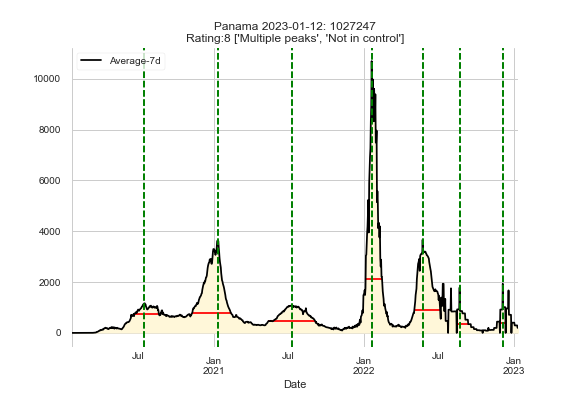 Panama 2023-01-12: 1027247
Rating:8 ['Multiple peaks', 'Not in control']
Average-7d
10000
8000
6000
4000
2000
0
Jul Jan Jul Jan Jul Jan
2021 2022 2023
Date